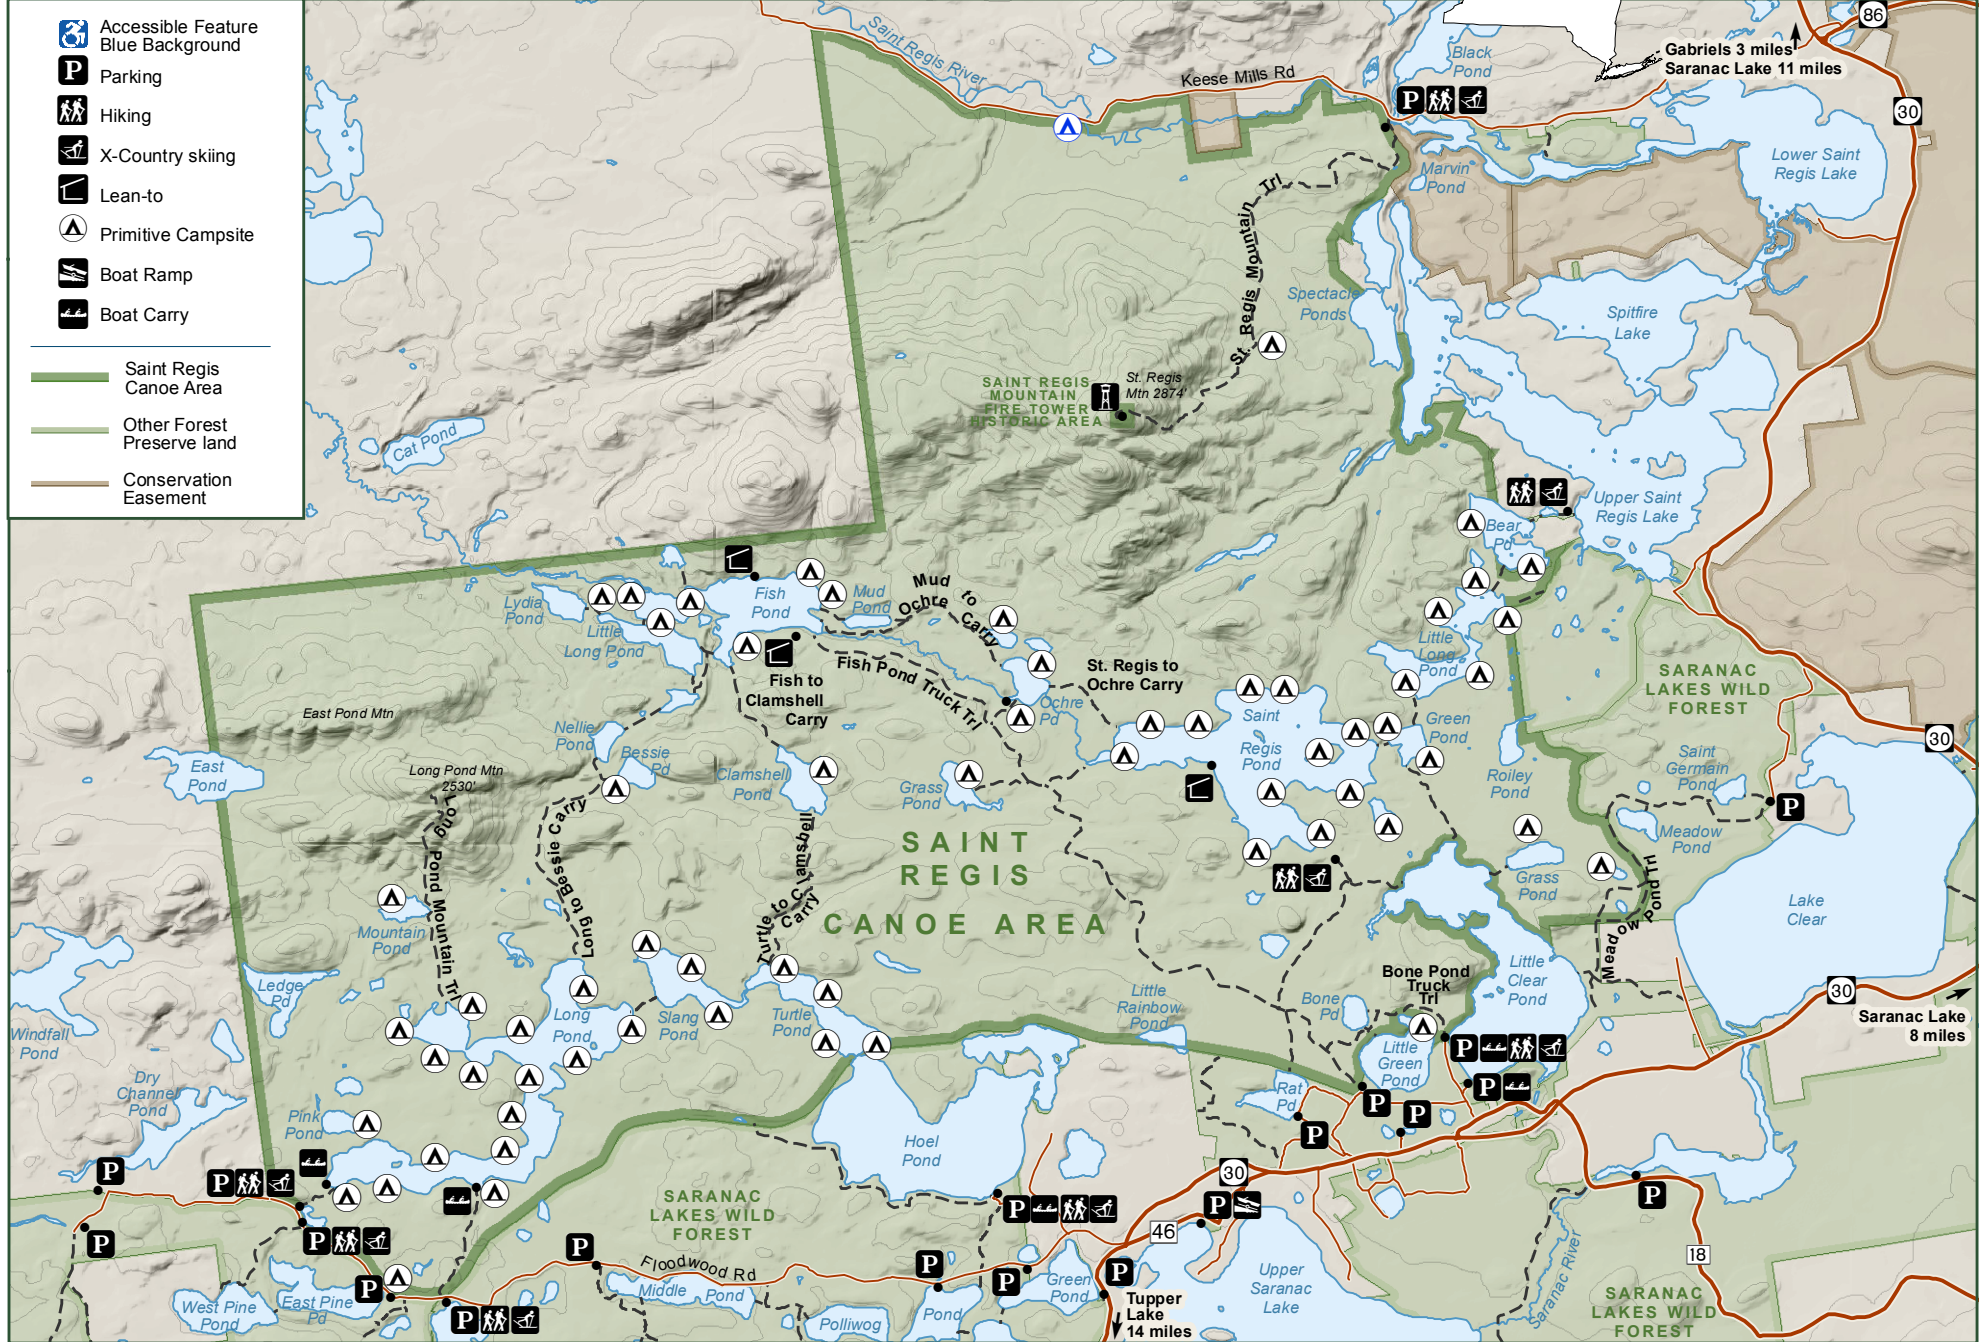 Accessible Feature
Blue Background
P
Parking
Hiking
X-Country skiing
Lean-to
Primitive Campsite
Boat Ramp
Boat Carry
Saint Regis
Canoe Area
Other Forest
Preserve land
Conservation
Easement
Saint Regis River
Keese Mills Rd
Black
Pond
Gabriels 3 miles
Saranac Lake 11 miles
86
30
P
Marvin
Pond
Lower Saint
Regis Lake
St. Regis Mountain Trl
Spectacle
Ponds
Spitfire
Lake
SAINT REGIS
MOUNTAIN
FIRE TOWER
HISTORIC AREA
St. Regis
Mtn 2874'
Cat Pond
Upper Saint
Regis Lake
Bear
Pd
Lydia
Pond
Little
Long Pond
Fish
Pond
Mud
Pond
Mud to
Ochre Carry
Fish Pond Truck Trl
Fish to
Clamshell
Carry
St. Regis to
Ochre Carry
Ochre
Pd
Little
Long
Pond
SARANAC
LAKES WILD
FOREST
East Pond Mtn
Nellie
Pond
Bessie
Pd
East
Pond
Long Pond Mtn
2530'
Clamshell
Pond
Grass
Pond
Saint
Regis
Pond
Green
Pond
Roiley
Pond
Saint
Germain
Pond
30
P
Meadow
Pond
Long Pond Mountain Trl
Long to Bessie Carry
Turtle to Clamshell
Carry
SAINT
REGIS
CANOE AREA
Grass
Pond
Meadow Pond Trl
Lake
Clear
Mountain
Pond
Ledge
Pd
Windfall
Pond
Long
Pond
Slang
Pond
Turtle
Pond
Little
Rainbow
Pond
Bone
Pd
Bone Pond
Truck
Trl
Little
Clear
Pond
30
Saranac Lake
8 miles
Little
Green
Pond
P
P
Dry
Channel
Pond
Pink
Pond
Rat
Pd
P
P
P
Hoel
Pond
P
P
P
30
P
P
P
SARANAC
LAKES WILD
FOREST
P
46
P
P
Floodwood Rd
P
P
P
Green
Pond
P
Upper
Saranac
Lake
Saranac River
18
West Pine
Pond
East Pine
Pd
P
Middle Pond
Polliwog
Pond
Tupper
Lake
14 miles
SARANAC
LAKES WILD
FOREST